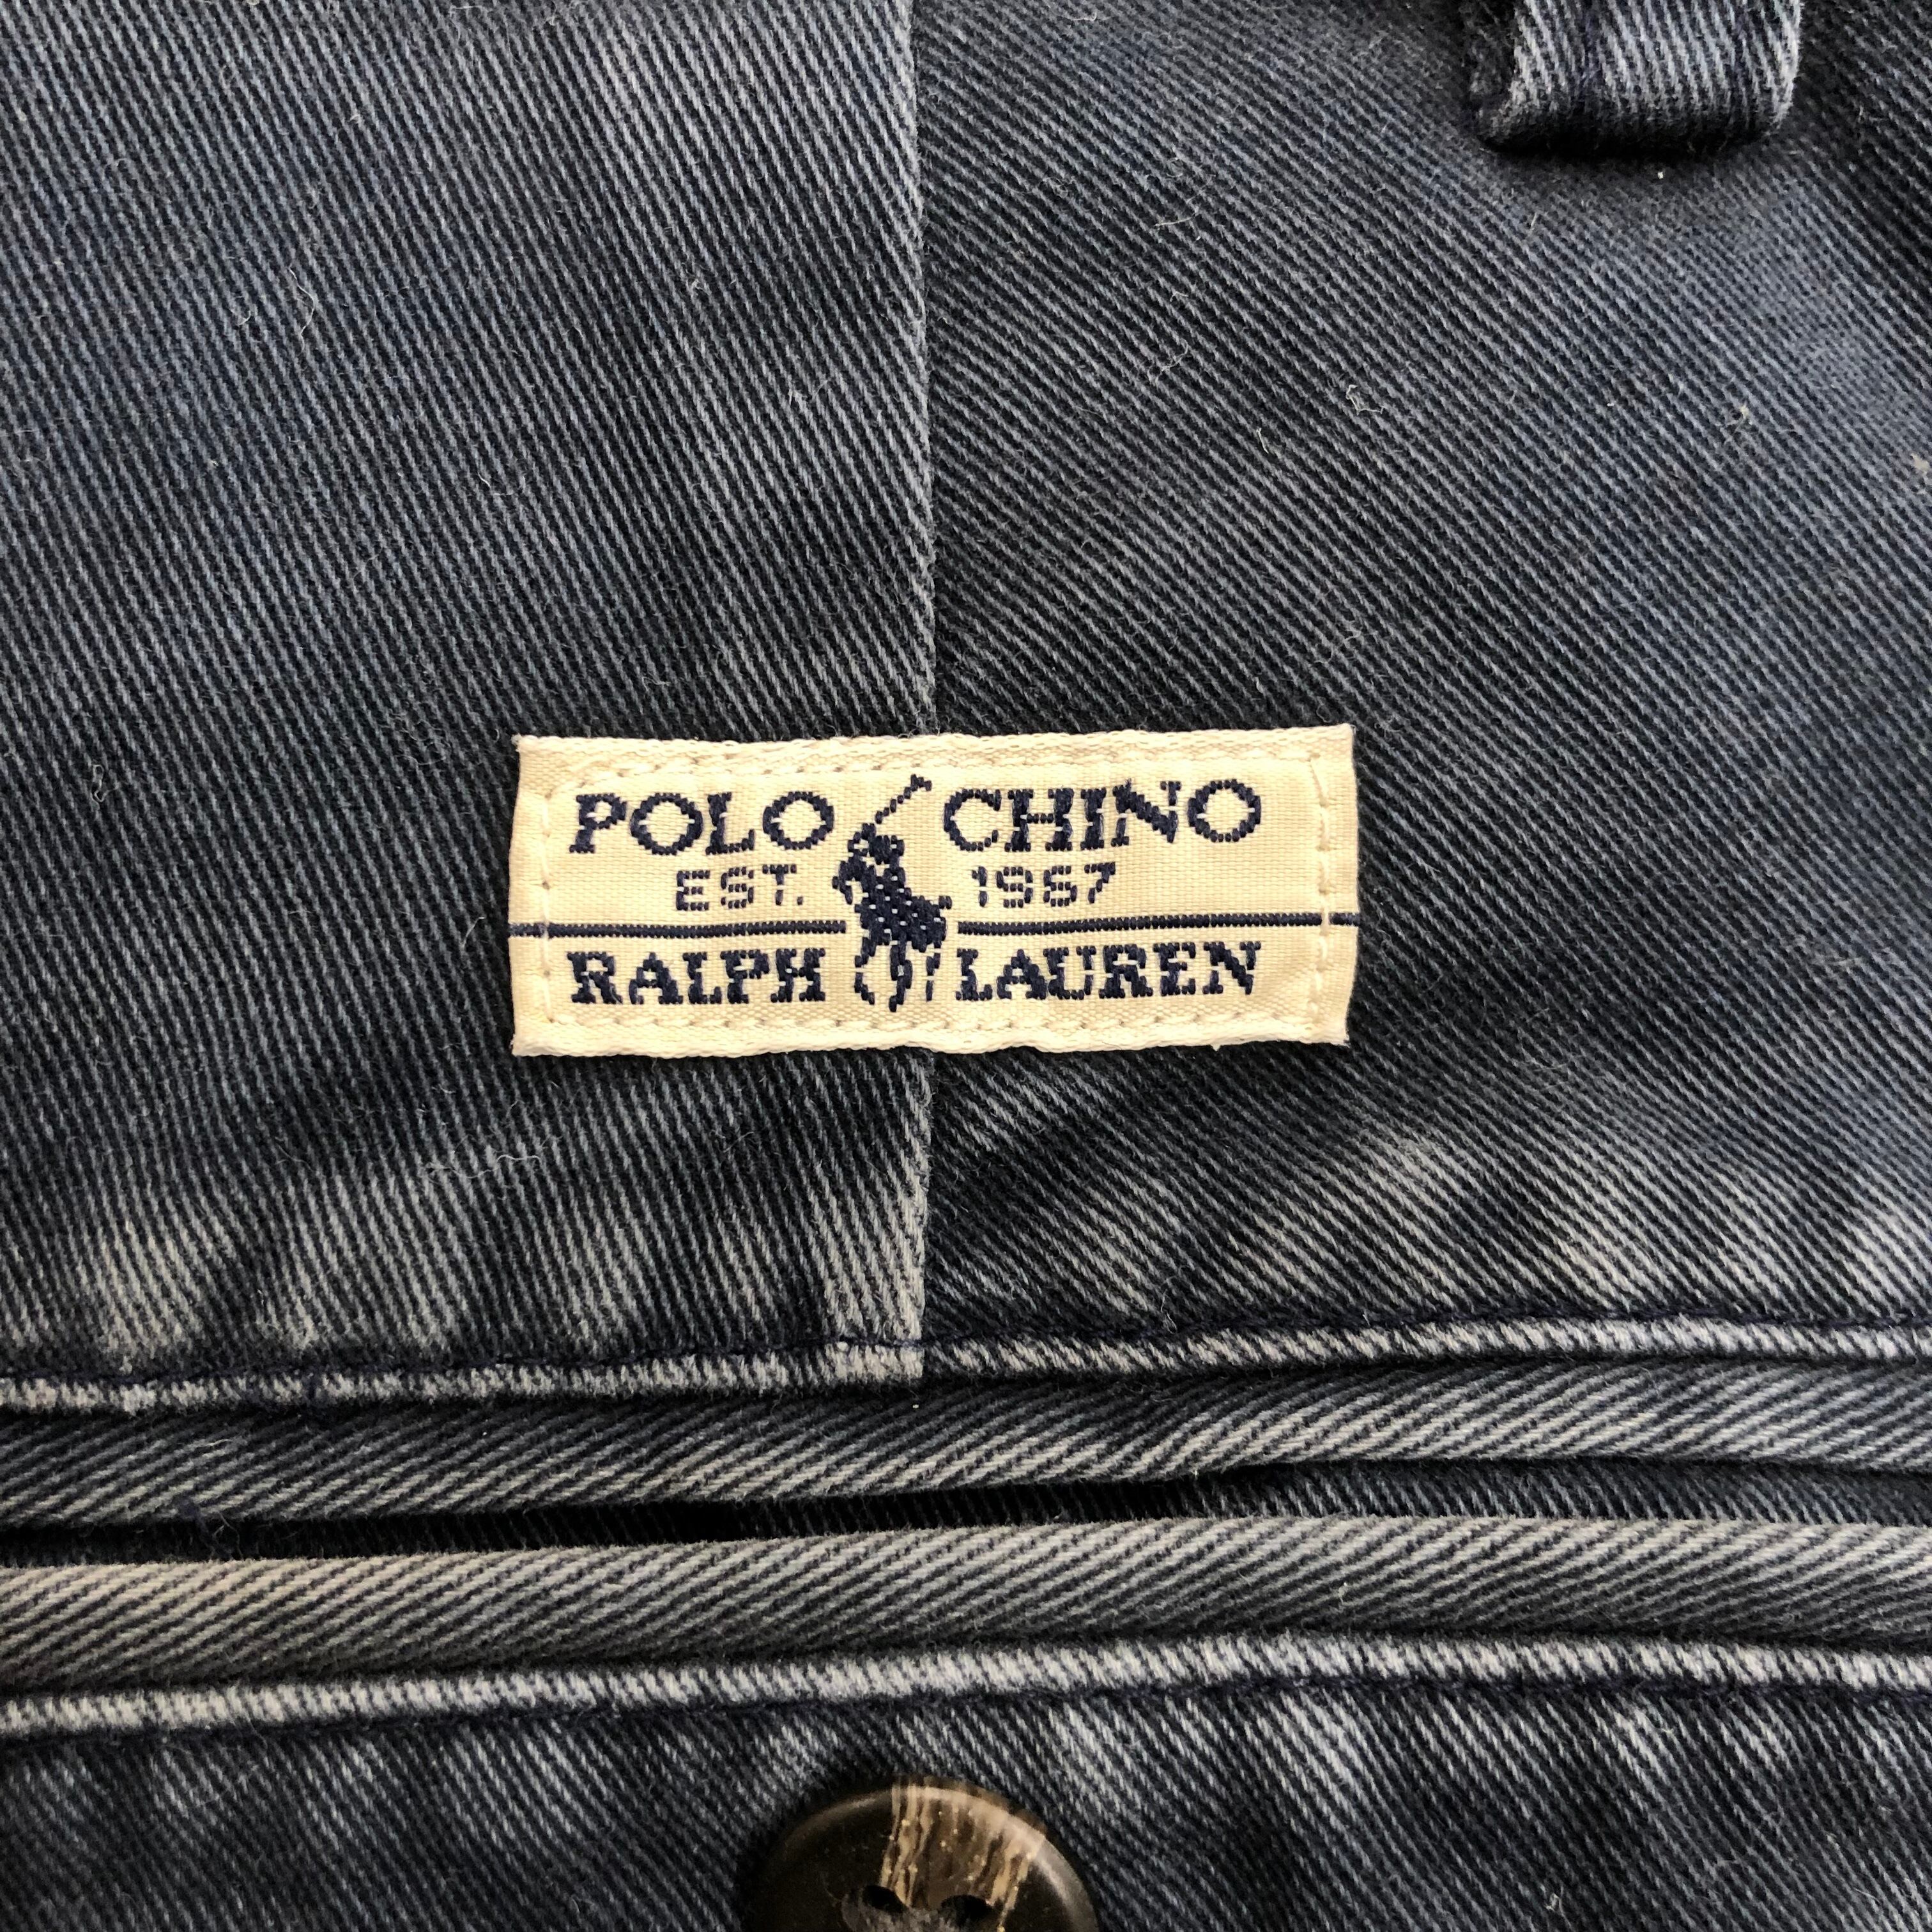 POLO CHINO
EST. 1967
RALPH LAUREN